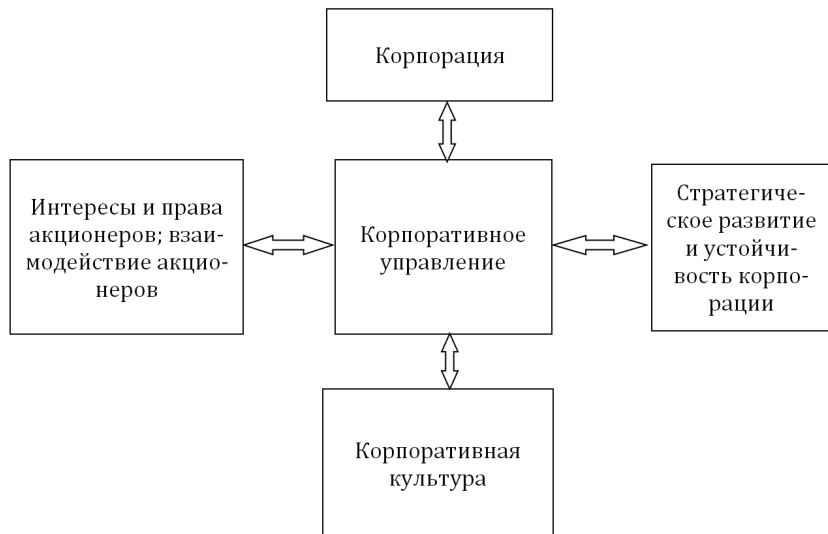 Корпорация
Интересы и права
акционеров; взаи-
модействие акцио-
неров
Корпоративное
управление
Стратегиче-
ское развитие
и устойчи-
вость корпо-
рации
Корпоративная
культура